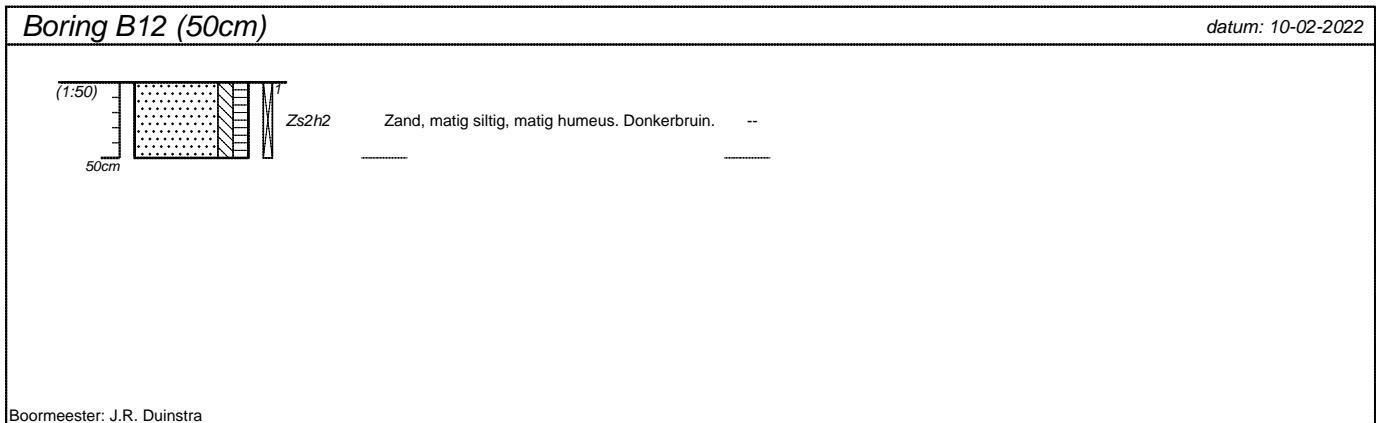 Boring B12 (50cm)
datum: 10-02-2022
(1:50)
1
Zs2h2 Zand, matig siltig, matig humeus. Donkerbruin. --
50cm
Boormeester: J.R. Duinstra